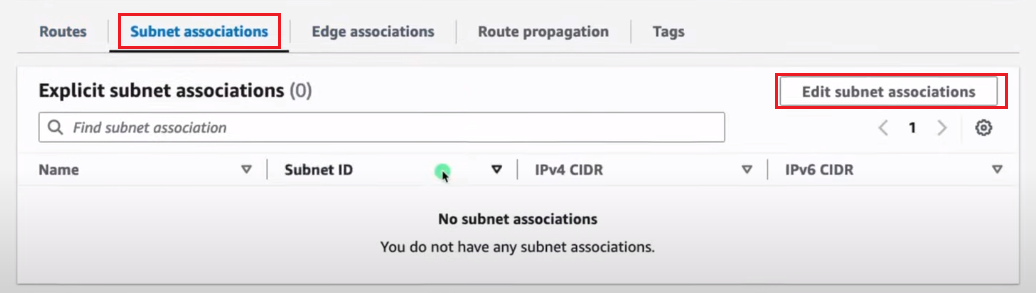 Routes Subnet associations Edge associations Route propagation Tags
Explicit subnet associations (0) Edit subnet associations
Find subnet association 1
Name Subnet ID IPv4 CIDR IPv6 CIDR
No subnet associations
You do not have any subnet associations.